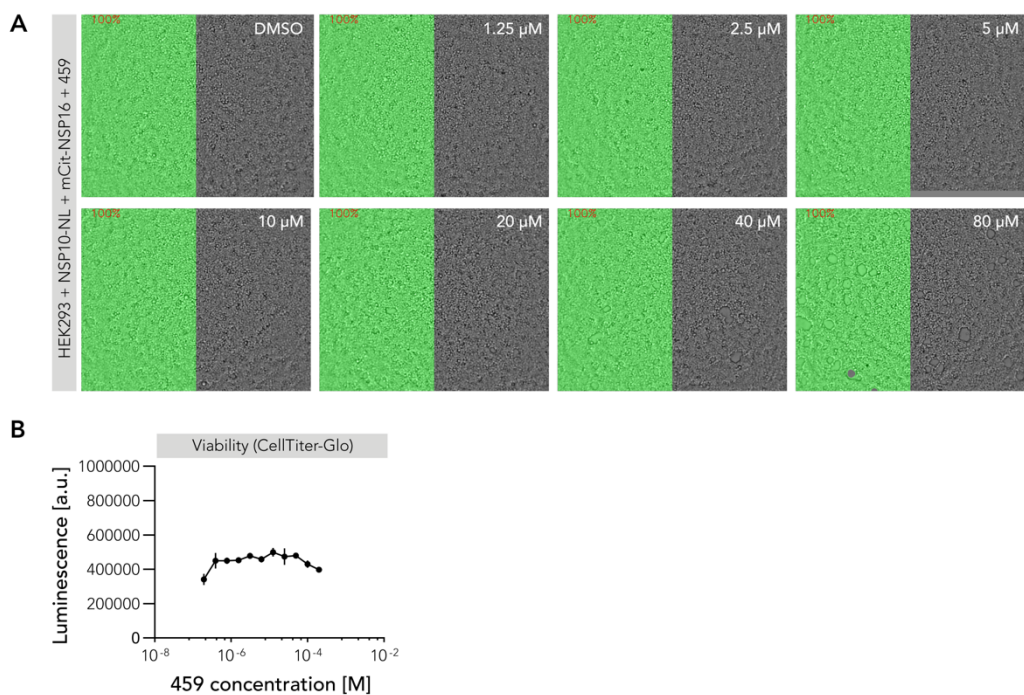 A
HEK293 + NSP10-NL + mCit-NSP16 + 459
100% DMSO
100% 1.25 µM
100% 2.5 µM
100% 5 µM
100% 10 µM
100% 20 µM
100% 40 µM
100% 80 µM
B
Viability (CellTiter-Glo)
Luminescence [a.u.]
1000000
800000
600000
400000
200000
0
10⁻⁸ 10⁻⁶ 10⁻⁴ 10⁻²
459 concentration [M]